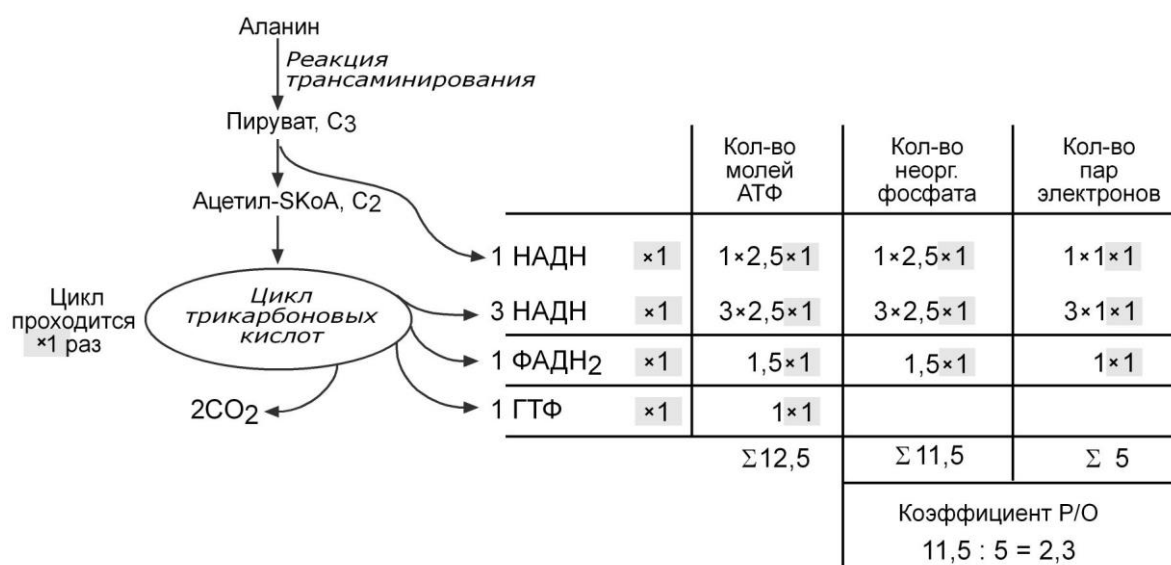 Аланин
Реакция
трансаминирования
Пируват, C3
Ацетил-SКоА, C2
Цикл
проходится
×1 раз
Цикл
трикарбоновых
кислот
2CO2
Кол-во
молей
АТФ
Кол-во
неорг.
фосфата
Кол-во
пар
электронов
1 НАДН ×1 1×2,5×1 1×2,5×1 1×1×1
3 НАДН ×1 3×2,5×1 3×2,5×1 3×1×1
1 ФАДН2 ×1 1,5×1 1,5×1 1×1
1 ГТФ ×1 1×1
Σ12,5 Σ11,5 Σ 5
Коэффициент Р/О
11,5 : 5 = 2,3